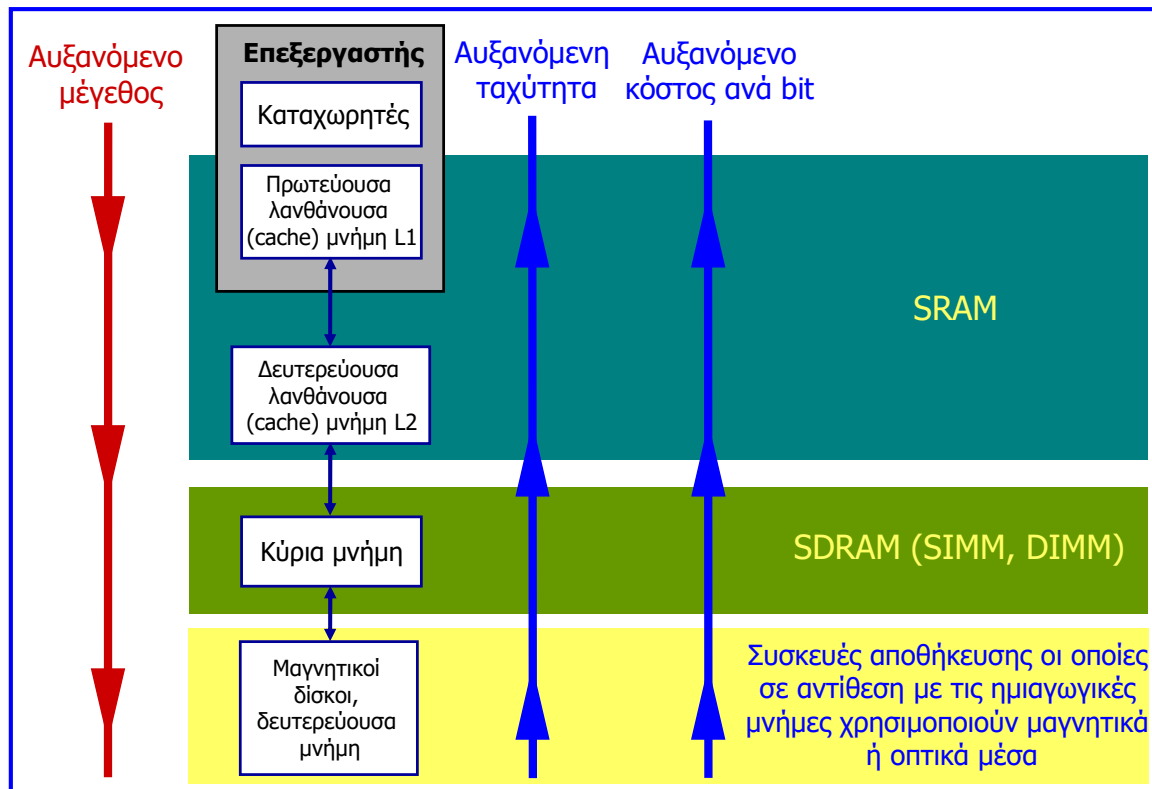 Αυξανόμενο
μέγεθος
Επεξεργαστής
Καταχωρητές
Πρωτεύουσα
λανθάνουσα
(cache) μνήμη L1
Δευτερεύουσα
λανθάνουσα
(cache) μνήμη L2
Κύρια μνήμη
Μαγνητικοί
δίσκοι,
δευτερεύουσα
μνήμη
Αυξανόμενη
ταχύτητα
Αυξανόμενο
κόστος ανά bit
SRAM
SDRAM (SIMM, DIMM)
Συσκευές αποθήκευσης οι οποίες
σε αντίθεση με τις ημιαγωγικές
μνήμες χρησιμοποιούν μαγνητικά
ή οπτικά μέσα